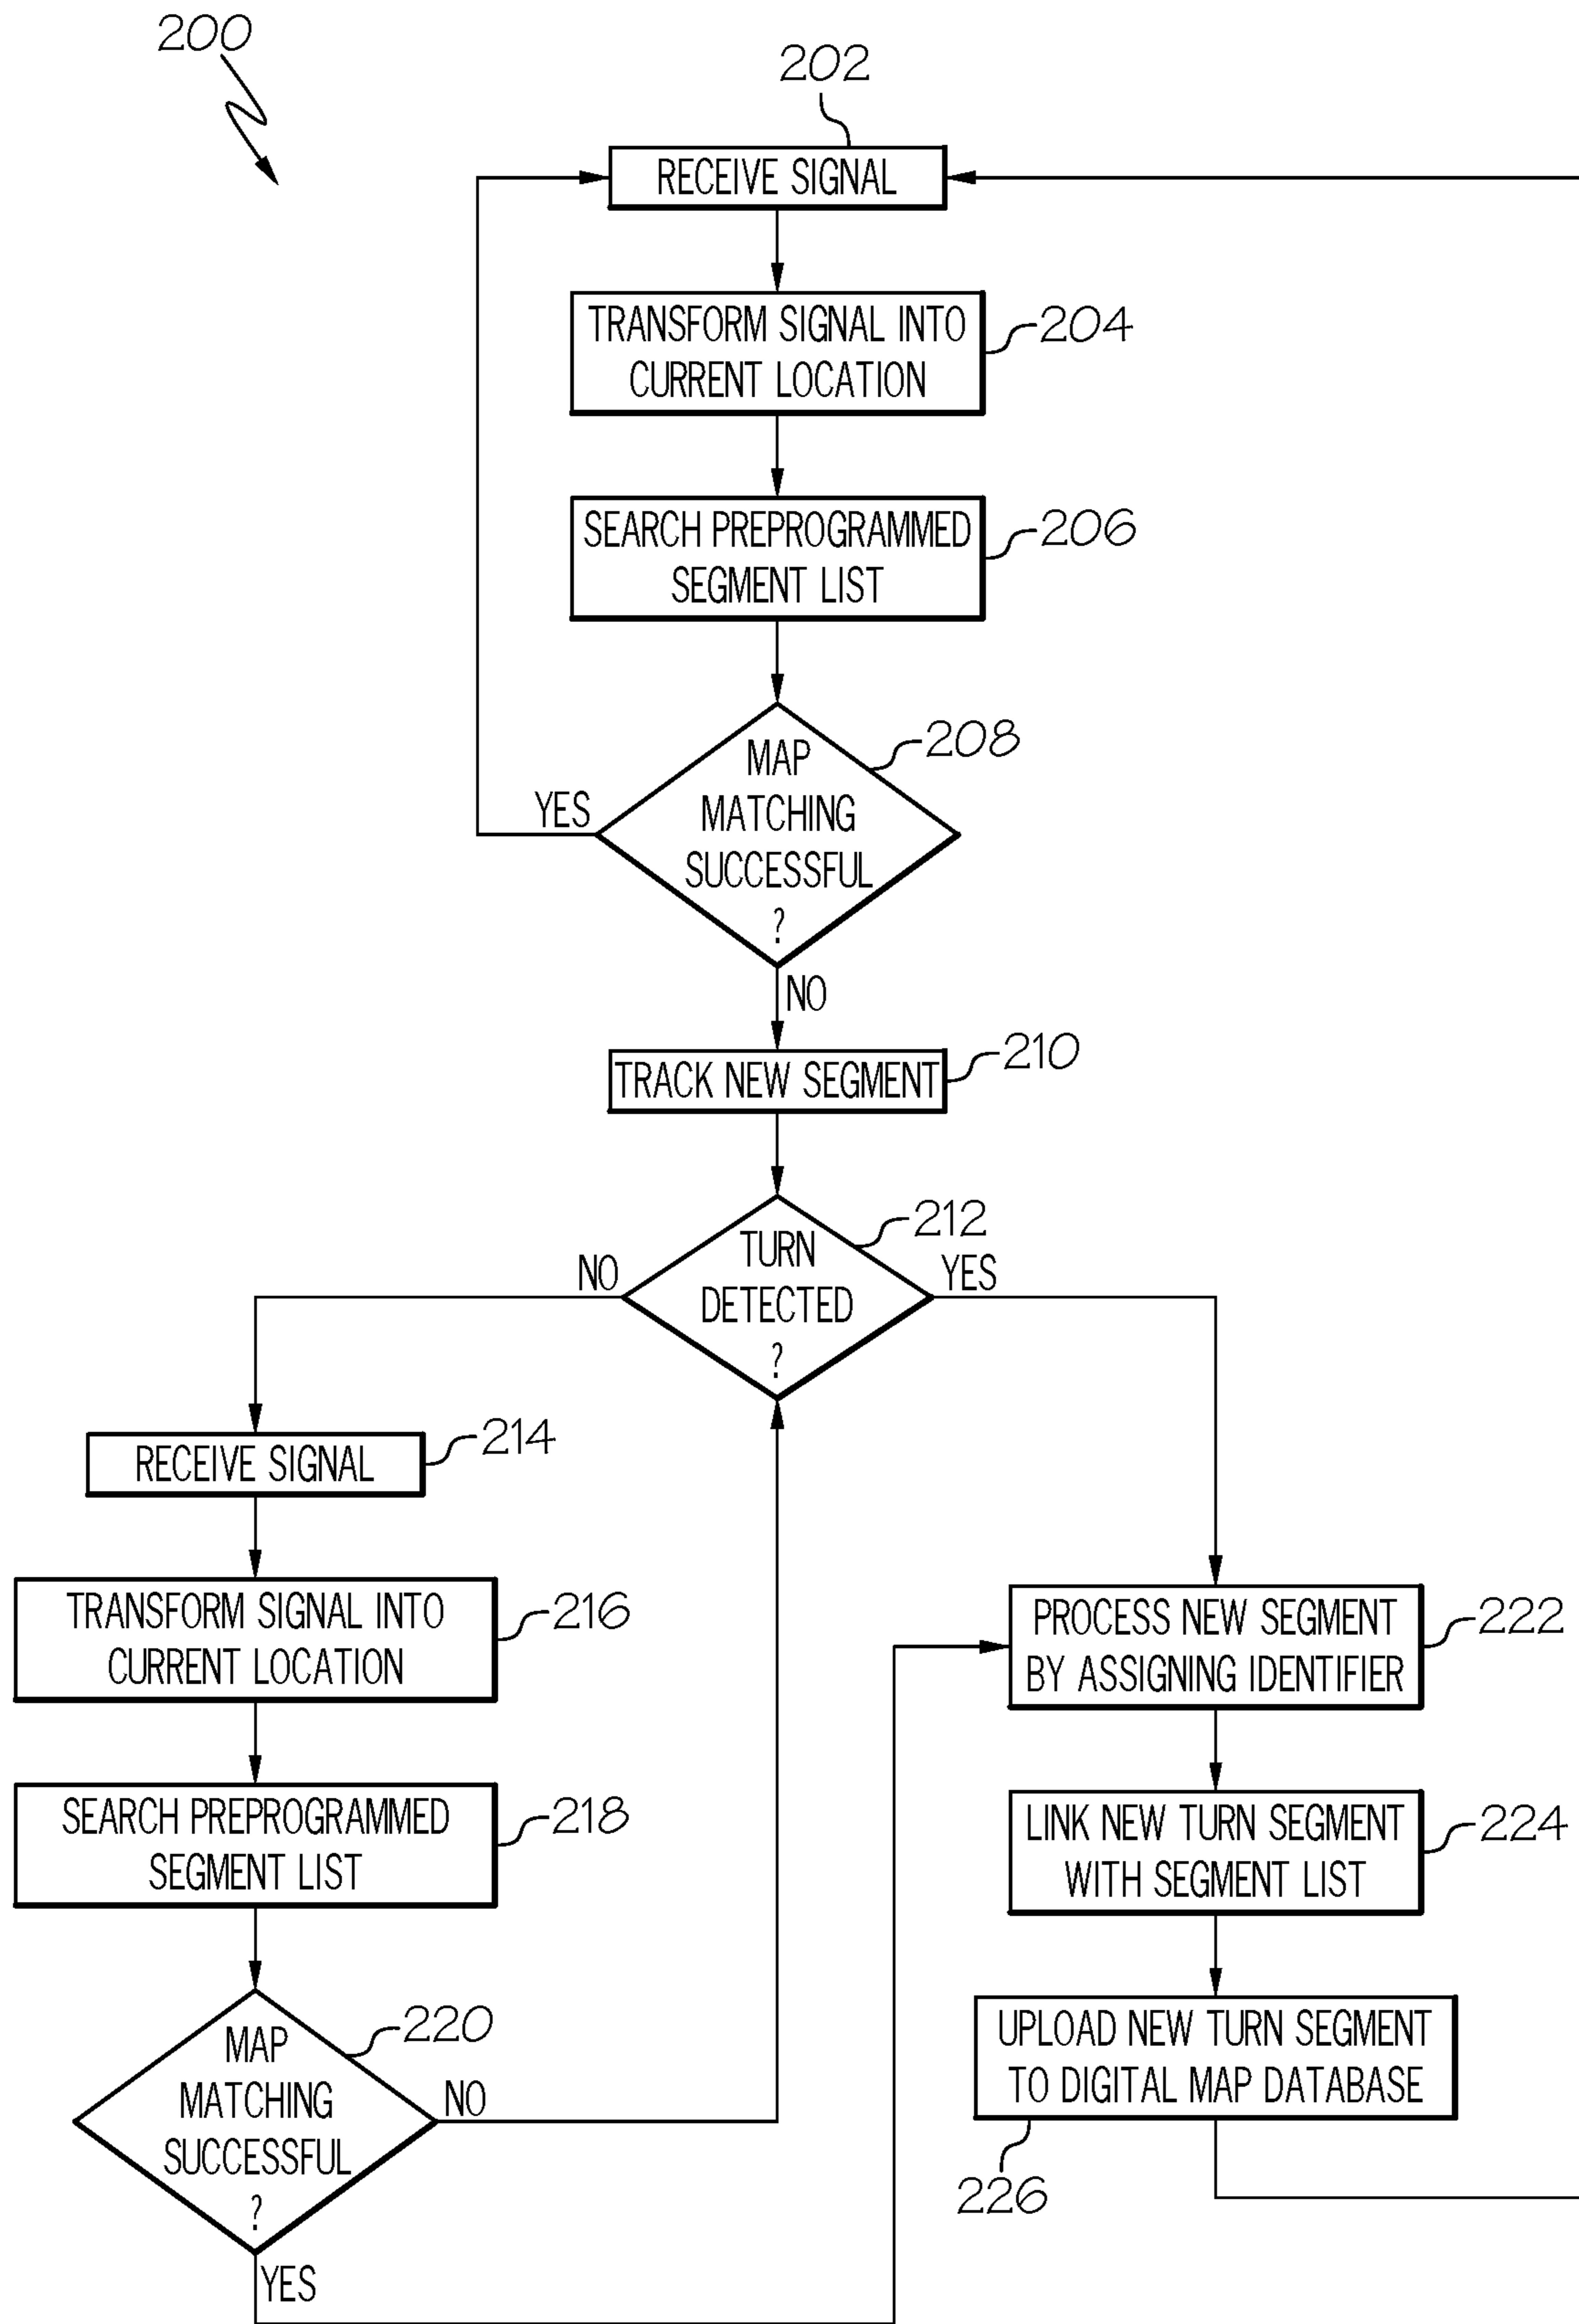 200
202
RECEIVE SIGNAL
TRANSFORM SIGNAL INTO
CURRENT LOCATION
204
SEARCH PREPROGRAMMED
SEGMENT LIST
206
MAP
MATCHING
SUCCESSFUL
?
208
YES
NO
TRACK NEW SEGMENT
210
TURN
DETECTED
?
212
NO
YES
RECEIVE SIGNAL
214
TRANSFORM SIGNAL INTO
CURRENT LOCATION
216
SEARCH PREPROGRAMMED
SEGMENT LIST
218
MAP
MATCHING
SUCCESSFUL
?
220
NO
YES
PROCESS NEW SEGMENT
BY ASSIGNING IDENTIFIER
222
LINK NEW TURN SEGMENT
WITH SEGMENT LIST
224
UPLOAD NEW TURN SEGMENT
TO DIGITAL MAP DATABASE
226